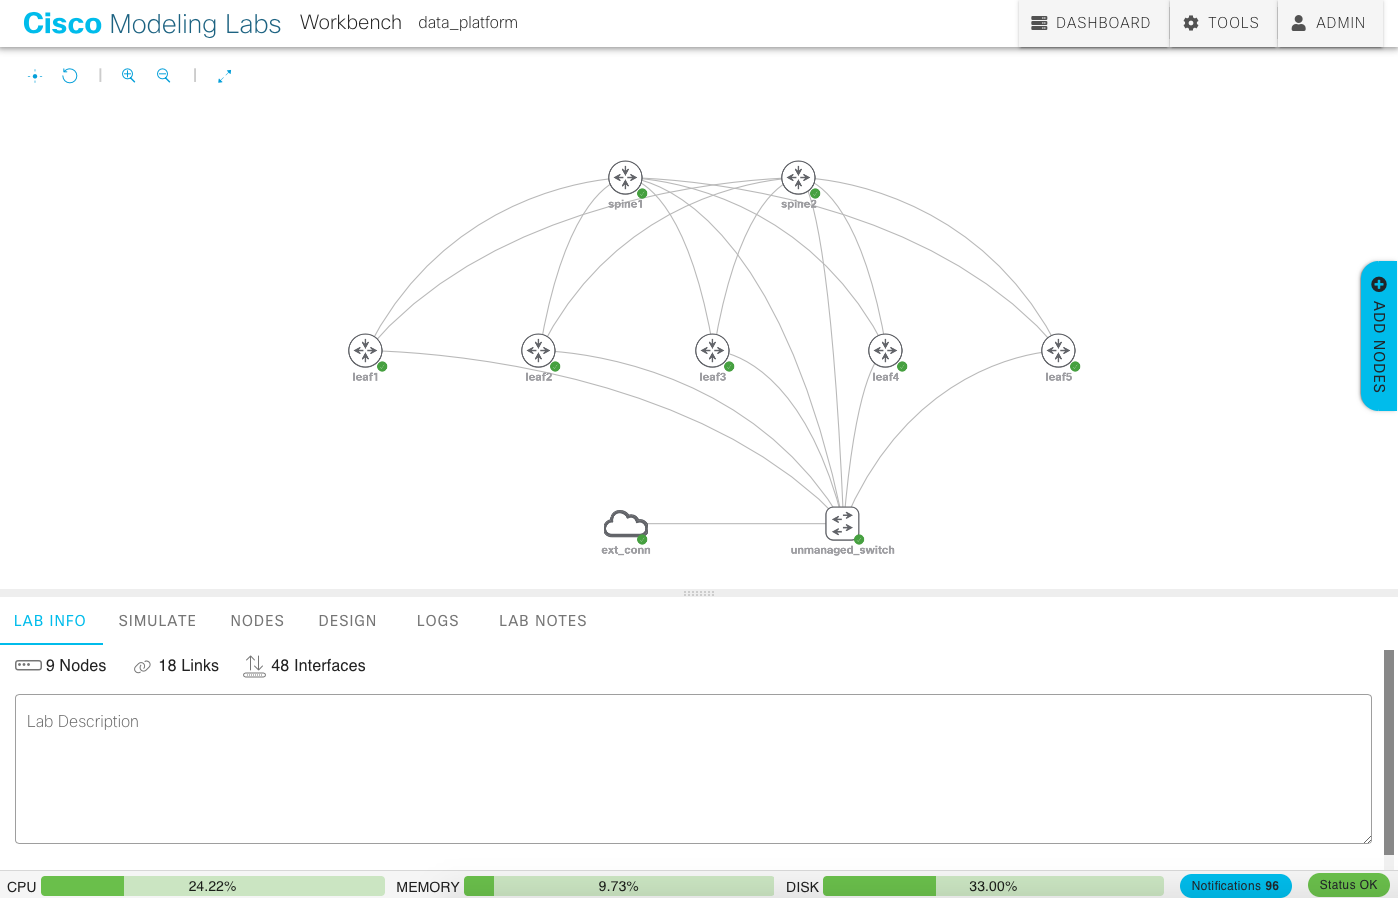 Cisco Modeling Labs Workbench data_platform DASHBOARD TOOLS ADMIN
spine1 spine2
ADD NODES
leaf1 leaf2 leaf3 leaf4 leaf5
ext_conn unmanaged_switch
LAB INFO SIMULATE NODES DESIGN LOGS LAB NOTES
9 Nodes 18 Links 48 Interfaces
Lab Description
CPU 24.22% MEMORY 9.73% DISK 33.00% Notifications 96 Status OK